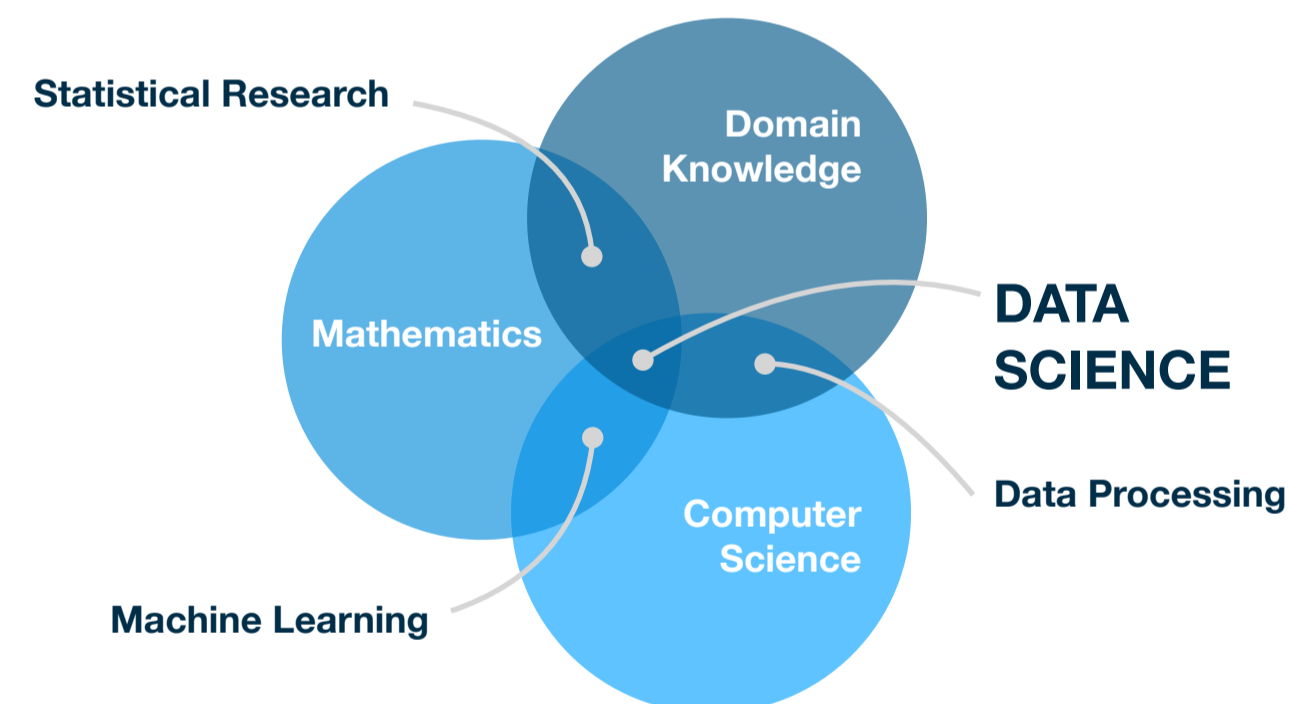 Statistical Research
Domain
Knowledge
Mathematics
DATA
SCIENCE
Data Processing
Computer
Science
Machine Learning